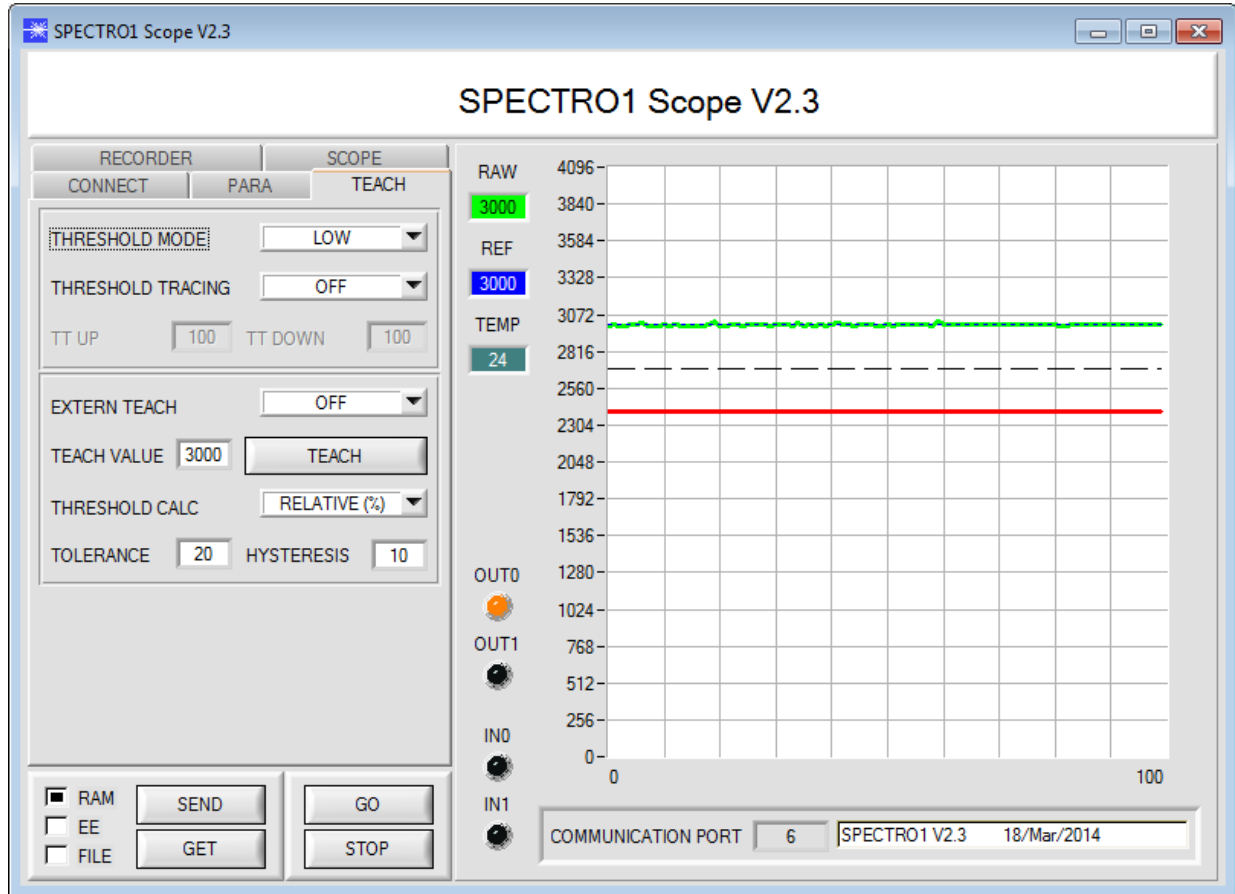 SPECTRO1 Scope V2.3
SPECTRO1 Scope V2.3
RECORDER SCOPE
CONNECT PARA TEACH
THRESHOLD MODE LOW
THRESHOLD TRACING OFF
TT UP 100 TT DOWN 100
EXTERN TEACH OFF
TEACH VALUE 3000 TEACH
THRESHOLD CALC RELATIVE (%)
TOLERANCE 20 HYSTERESIS 10
RAM
EE
FILE
SEND
GET
GO
STOP
RAW
3000
REF
3000
TEMP
24
OUT0
OUT1
IN0
IN1
4096
3840
3584
3328
3072
2816
2560
2304
2048
1792
1536
1280
1024
768
512
256
0
0 100
COMMUNICATION PORT 6 SPECTRO1 V2.3 18/Mar/2014